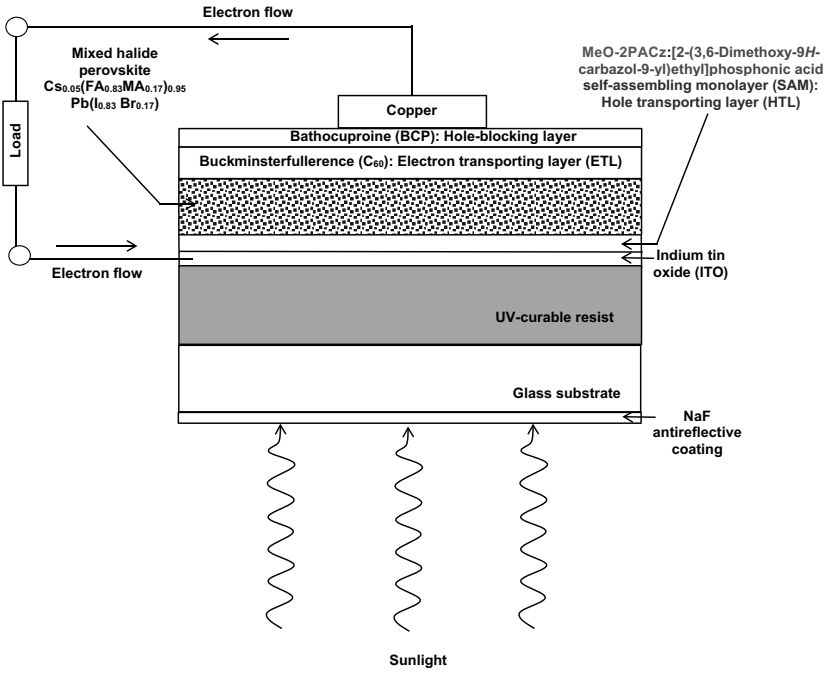 Electron flow
Mixed halide
perovskite
Cs0.05(FA0.83MA0.17)0.95
Pb(I0.83 Br0.17)
MeO-2PACz:[2-(3,6-Dimethoxy-9H-
carbazol-9-yl)ethyl]phosphonic acid
self-assembling monolayer (SAM):
Hole transporting layer (HTL)
Copper
Bathocuproine (BCP): Hole-blocking layer
Buckminsterfullerence (C60): Electron transporting layer (ETL)
Load
Electron flow
Indium tin
oxide (ITO)
UV-curable resist
Glass substrate
NaF
antireflective
coating
Sunlight